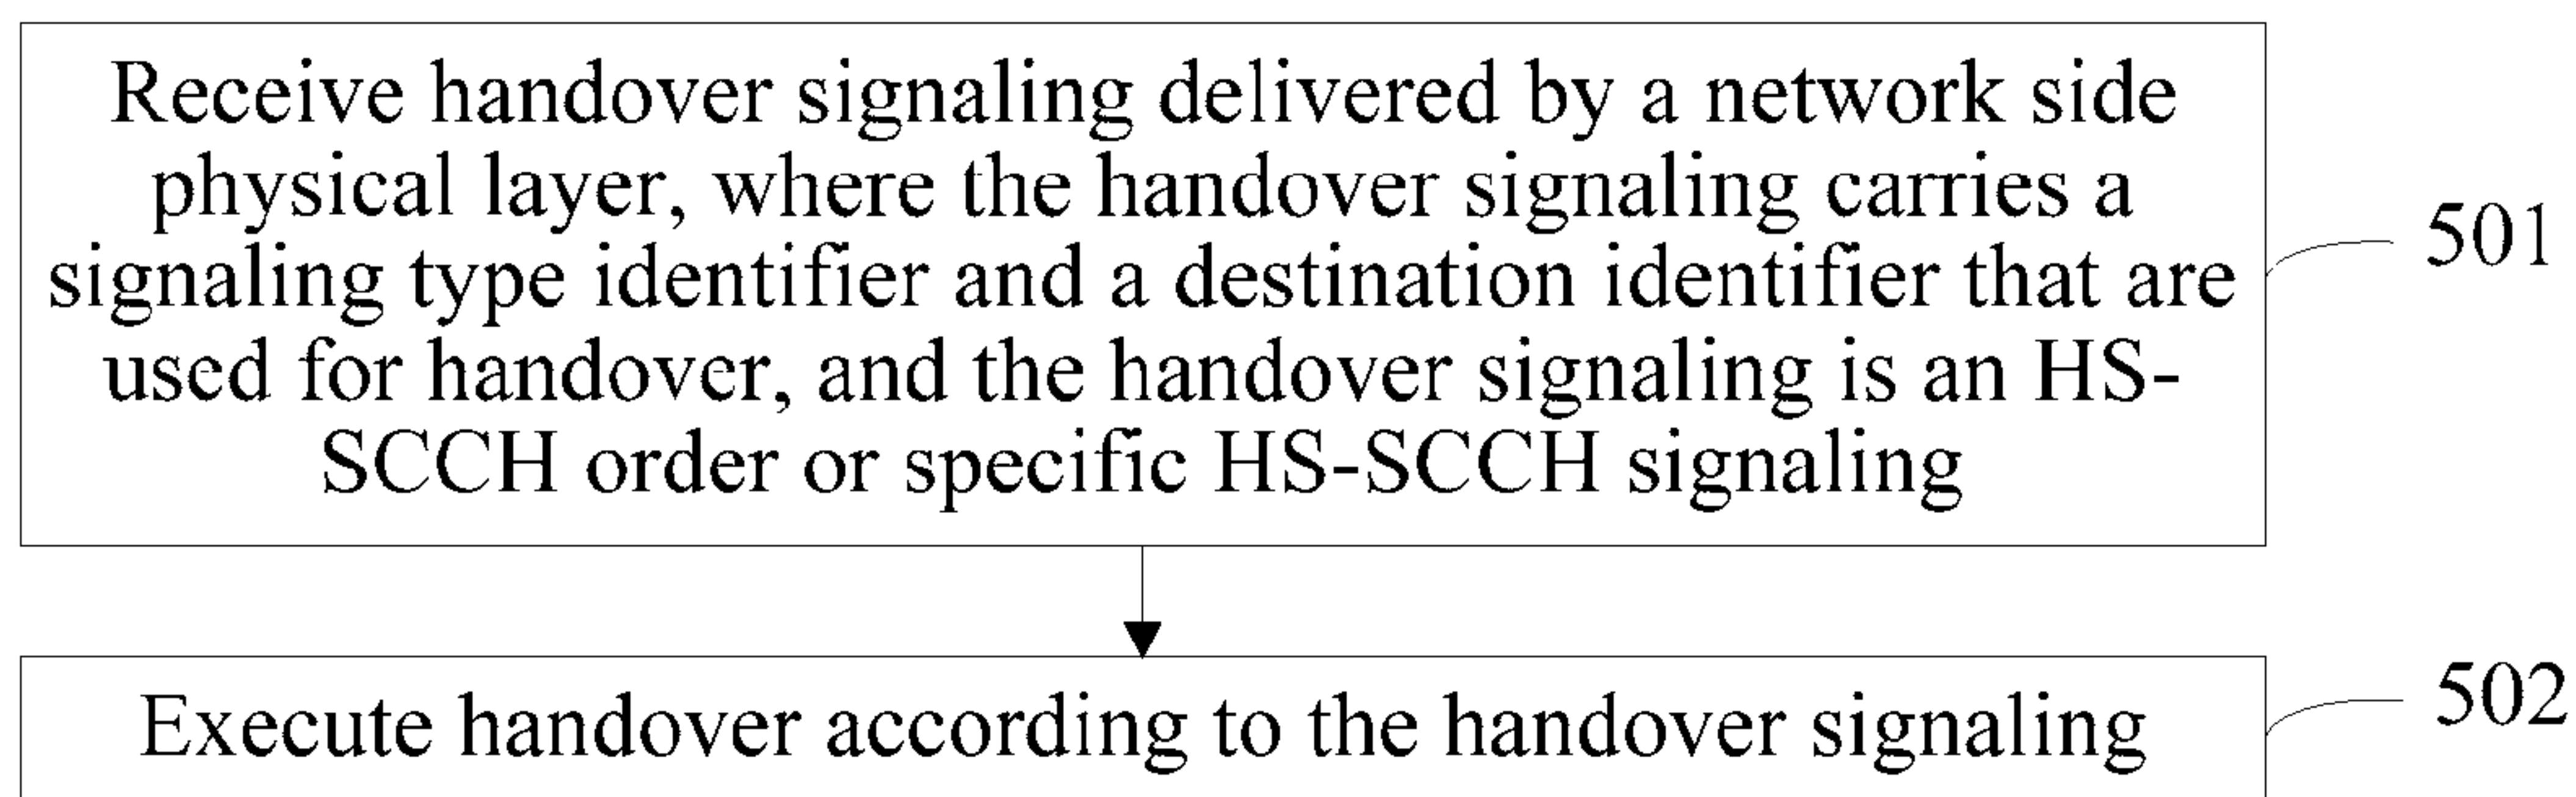 Receive handover signaling delivered by a network side
physical layer, where the handover signaling carries a
signaling type identifier and a destination identifier that are
used for handover, and the handover signaling is an HS-
SCCH order or specific HS-SCCH signaling
501
Execute handover according to the handover signaling
502